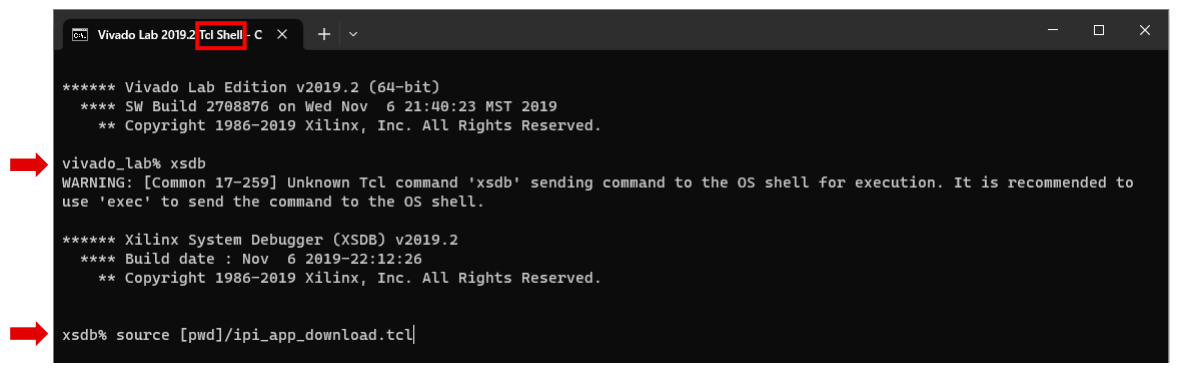 Vivado Lab 2019.2 Tcl Shell - C
****** Vivado Lab Edition v2019.2 (64-bit)
**** SW Build 2708876 on Wed Nov  6 21:40:23 MST 2019
** Copyright 1986-2019 Xilinx, Inc. All Rights Reserved.
vivado_lab% xsdb
WARNING: [Common 17-259] Unknown Tcl command 'xsdb' sending command to the OS shell for execution. It is recommended to
use 'exec' to send the command to the OS shell.
****** Xilinx System Debugger (XSDB) v2019.2
**** Build date : Nov  6 2019-22:12:26
** Copyright 1986-2019 Xilinx, Inc. All Rights Reserved.
xsdb% source [pwd]/ipi_app_download.tcl